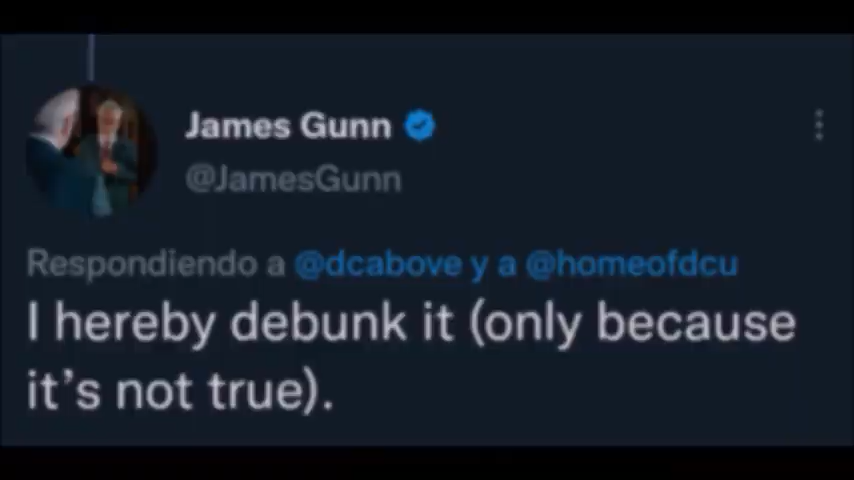 James Gunn
@JamesGunn
Respondiendo a @dcabove y a @homeofdcu
I hereby debunk it (only because
it's not true).